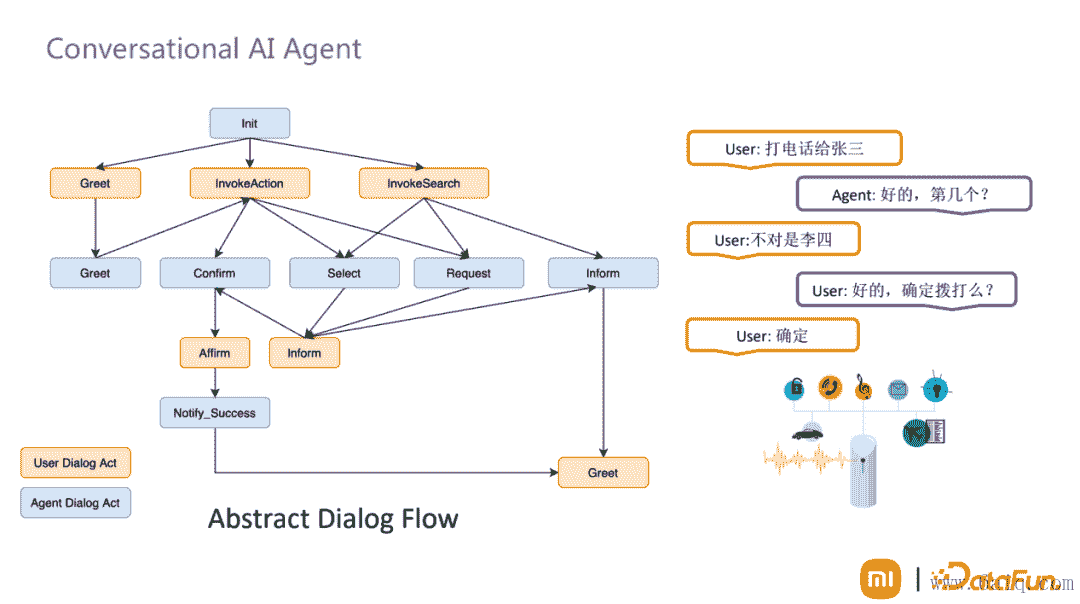 Conversational AI Agent
Init
Greet
InvokeAction
InvokeSearch
Greet
Confirm
Select
Request
Inform
Affirm
Inform
Notify_Success
Greet
User Dialog Act
Agent Dialog Act
Abstract Dialog Flow
User: 打电话给张三
Agent: 好的，第几个？
User:不对是李四
User: 好的，确定拨打么？
User: 确定
mi
DataFun.